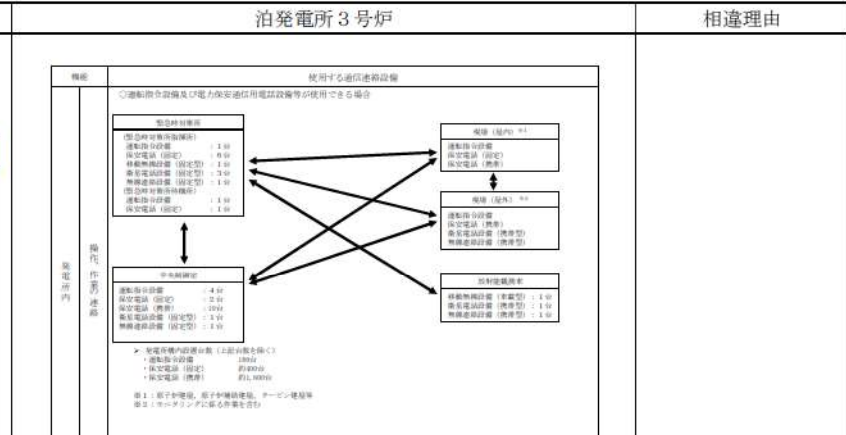 泊発電所3号炉
相違理由
機能
使用する通信連絡設備
○運転指令設備及び電力保安通信用電話設備等が使用できる場合
緊急時対策所
(緊急時対策所指揮所)
運転指令設備 :1台
保安電話(固定) :6台
移動無線設備(固定型):1台
衛星電話設備(固定型):3台
無線連絡設備(固定型):1台
(緊急時対策所待機所)
運転指令設備 :1台
保安電話(固定) :1台
現場(屋内)※1
運転指令設備
保安電話(固定)
保安電話(携帯)
現場(屋外)※2
運転指令設備
保安電話(携帯)
衛星電話設備(携帯型)
無線連絡設備(携帯型)
発電所内
操作、作業の連絡
中央制御室
運転指令設備 :4台
保安電話(固定) :2台
保安電話(携帯) :10台
衛星電話設備(固定型):1台
無線連絡設備(固定型):1台
放射能観測車
移動無線設備(車載型):1台
衛星電話設備(携帯型):1台
無線連絡設備(携帯型):1台
➢ 発電所構内設置台数(上記台数を除く)
・運転指令設備 180台
・保安電話(固定) 約400台
・保安電話(携帯) 約1,800台
※1:原子炉建屋、原子炉補助建屋、タービン建屋等
※2:モニタリングに係る作業を含む